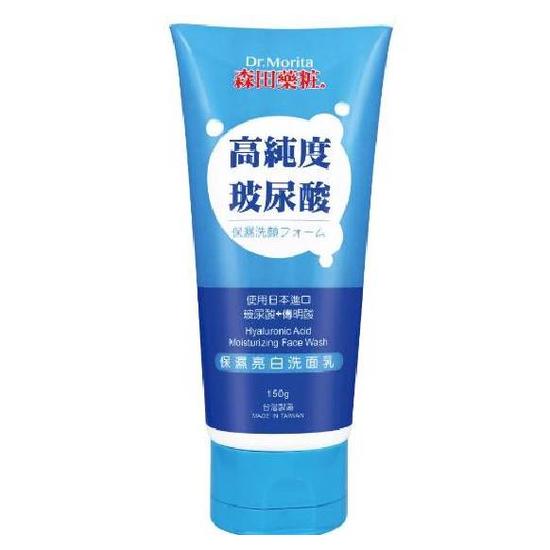 Dr.Morita
森田藥粧®
高純度
玻尿酸
保濕洗顏フォーム
使用日本進口
玻尿酸+傳明酸
Hyaluronic Acid
Moisturizing Face Wash
保濕亮白洗面乳
150g
台灣製造
MADE IN TAIWAN